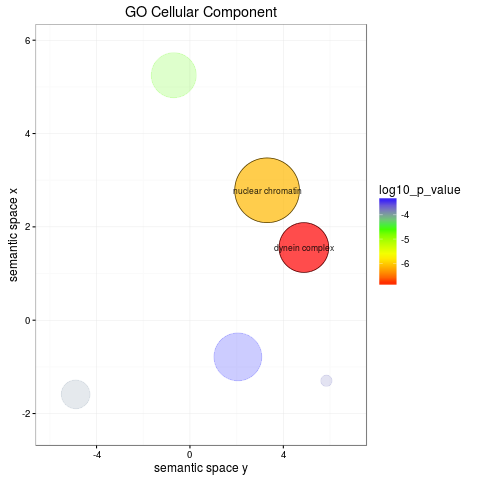 GO Cellular Component
semantic space x
6
4
2
0
-2
nuclear chromatin
dynein complex
-4
0
4
semantic space y
log10_p_value
-4
-5
-6